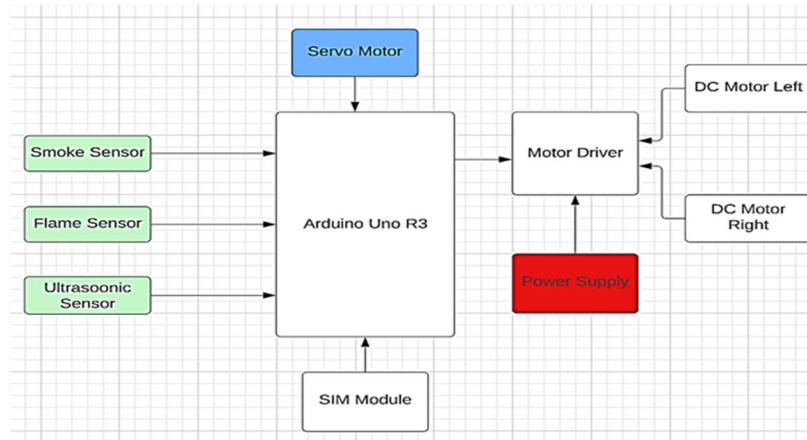 Servo Motor
DC Motor Left
Smoke Sensor
Motor Driver
Flame Sensor
Arduino Uno R3
DC Motor
Right
Ultrasoonic
Sensor
Power Supply
SIM Module